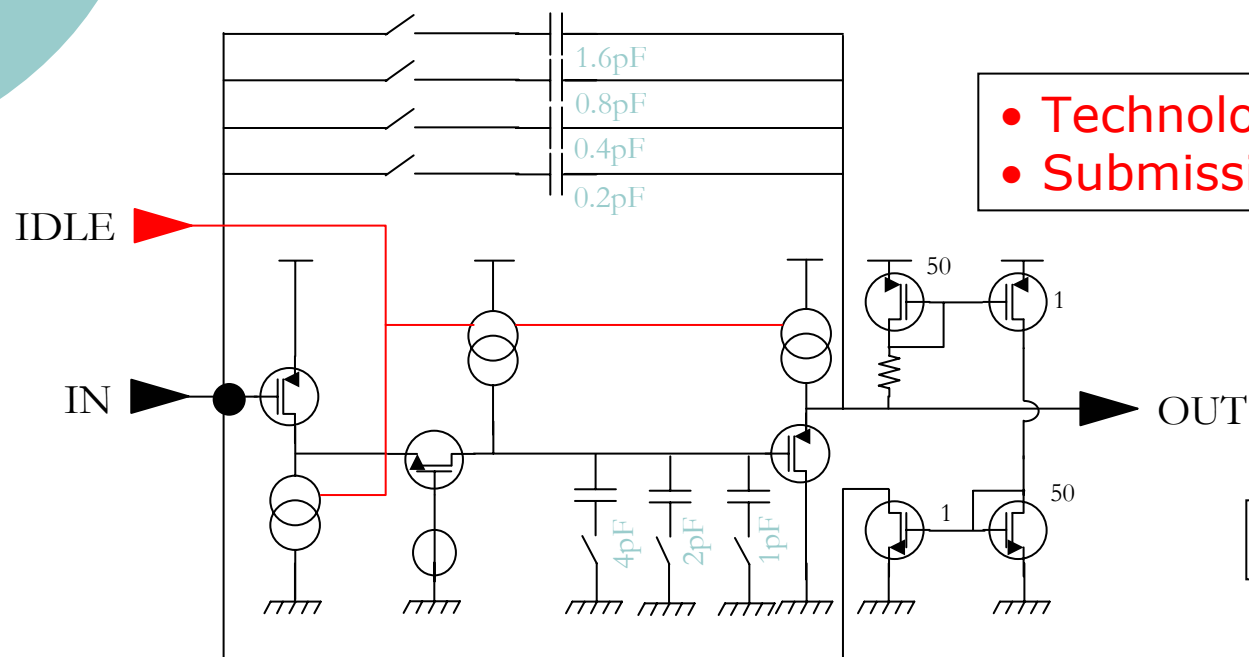 1.6pF
0.8pF
0.4pF
0.2pF
• Technolo
• Submissi
IDLE
50
1
IN
OUT
4pF
2pF
1pF
1
50